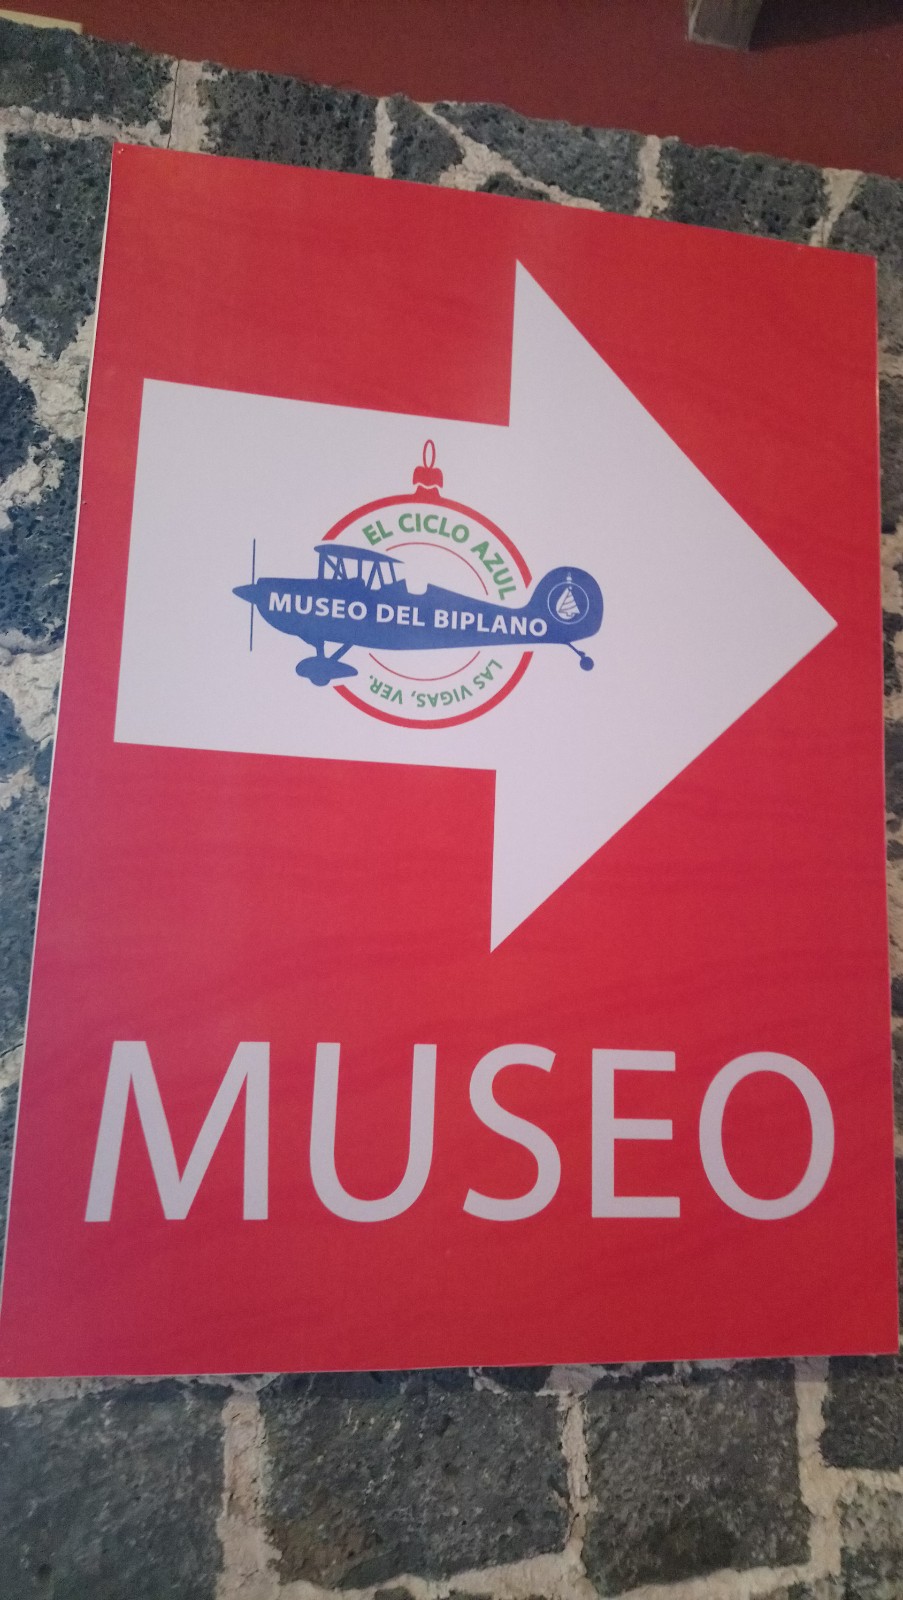 EL CICLO AZUL
MUSEO DEL BIPLANO
LAS VIGAS, VER.
MUSEO